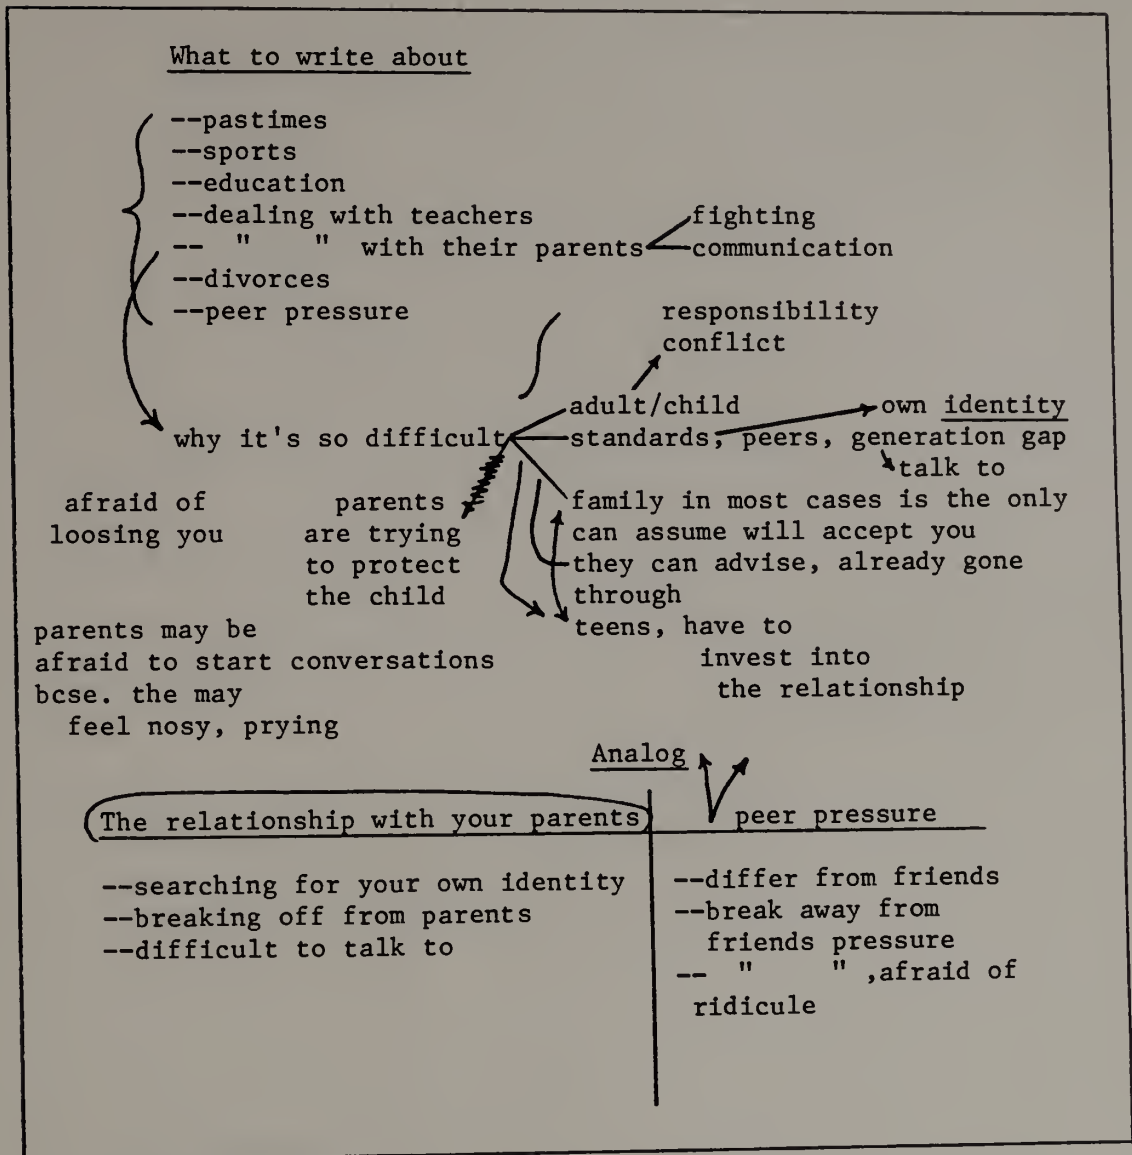 What to write about
--pastimes
--sports
--education
--dealing with teachers
-- " " with their parents
fighting
communication
--divorces
--peer pressure
responsibility
conflict
adult/child
own identity
why it's so difficult
standards, peers, generation gap
talk to
family in most cases is the only
can assume will accept you
they can advise, already gone
through
teens, have to
invest into
the relationship
parents
are trying
to protect
the child
afraid of
loosing you
parents may be
afraid to start conversations
bcse. the may
feel nosy, prying
Analog
The relationship with your parents
--searching for your own identity
--breaking off from parents
--difficult to talk to
peer pressure
--differ from friends
--break away from
friends pressure
-- " " ,afraid of
ridicule